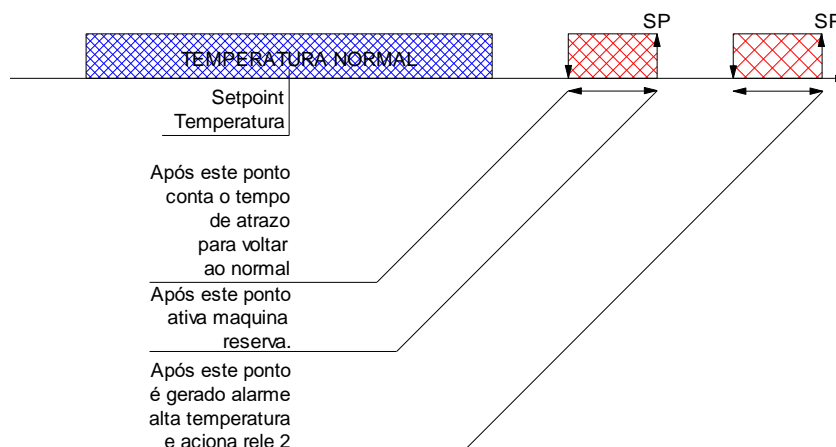 SP
SP
TEMPERATURA NORMAL
Setpoint
Temperatura
Após este ponto
conta o tempo
de atrazo
para voltar
ao normal
Após este ponto
ativa maquina
reserva.
Após este ponto
é gerado alarme
alta temperatura
e aciona rele 2